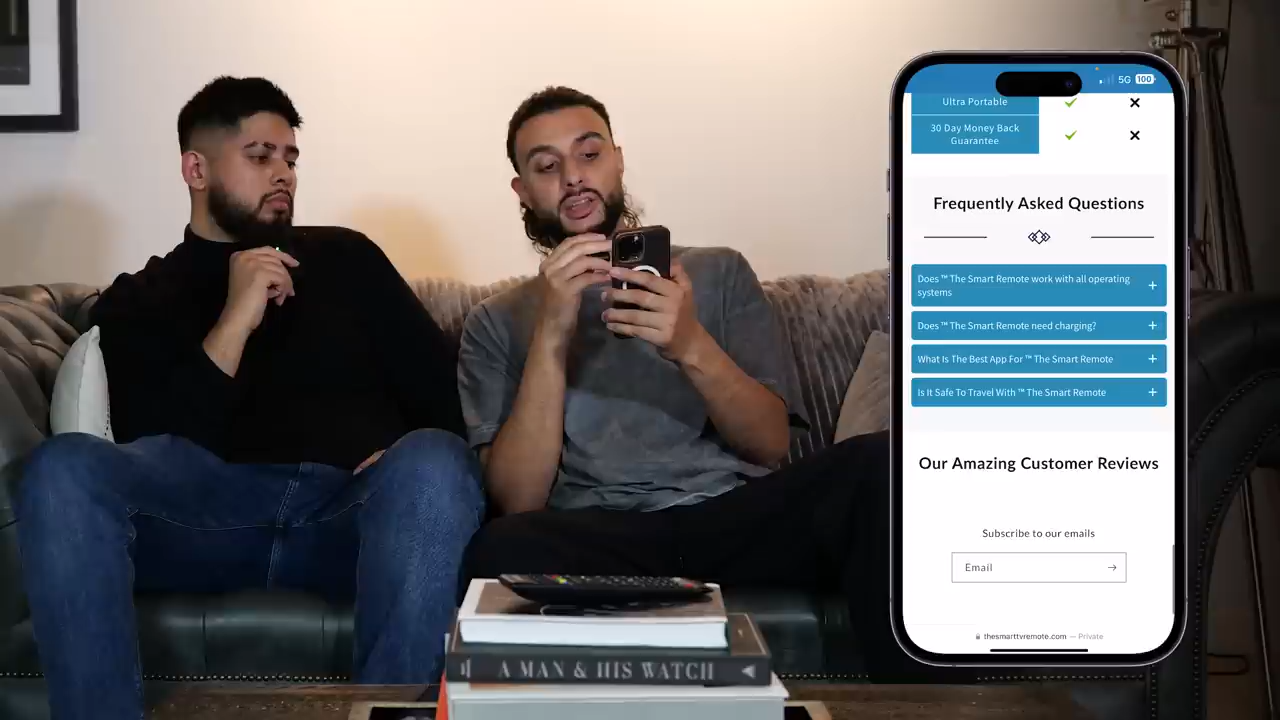 5G 100
Ultra Portable
30 Day Money Back
Guarantee
Frequently Asked Questions
Does ™ The Smart Remote work with all operating
systems
Does ™ The Smart Remote need charging?
What Is The Best App For ™ The Smart Remote
Is It Safe To Travel With ™ The Smart Remote
Our Amazing Customer Reviews
Subscribe to our emails
Email
thesmarttvremote.com — Private
A MAN & HIS WATCH